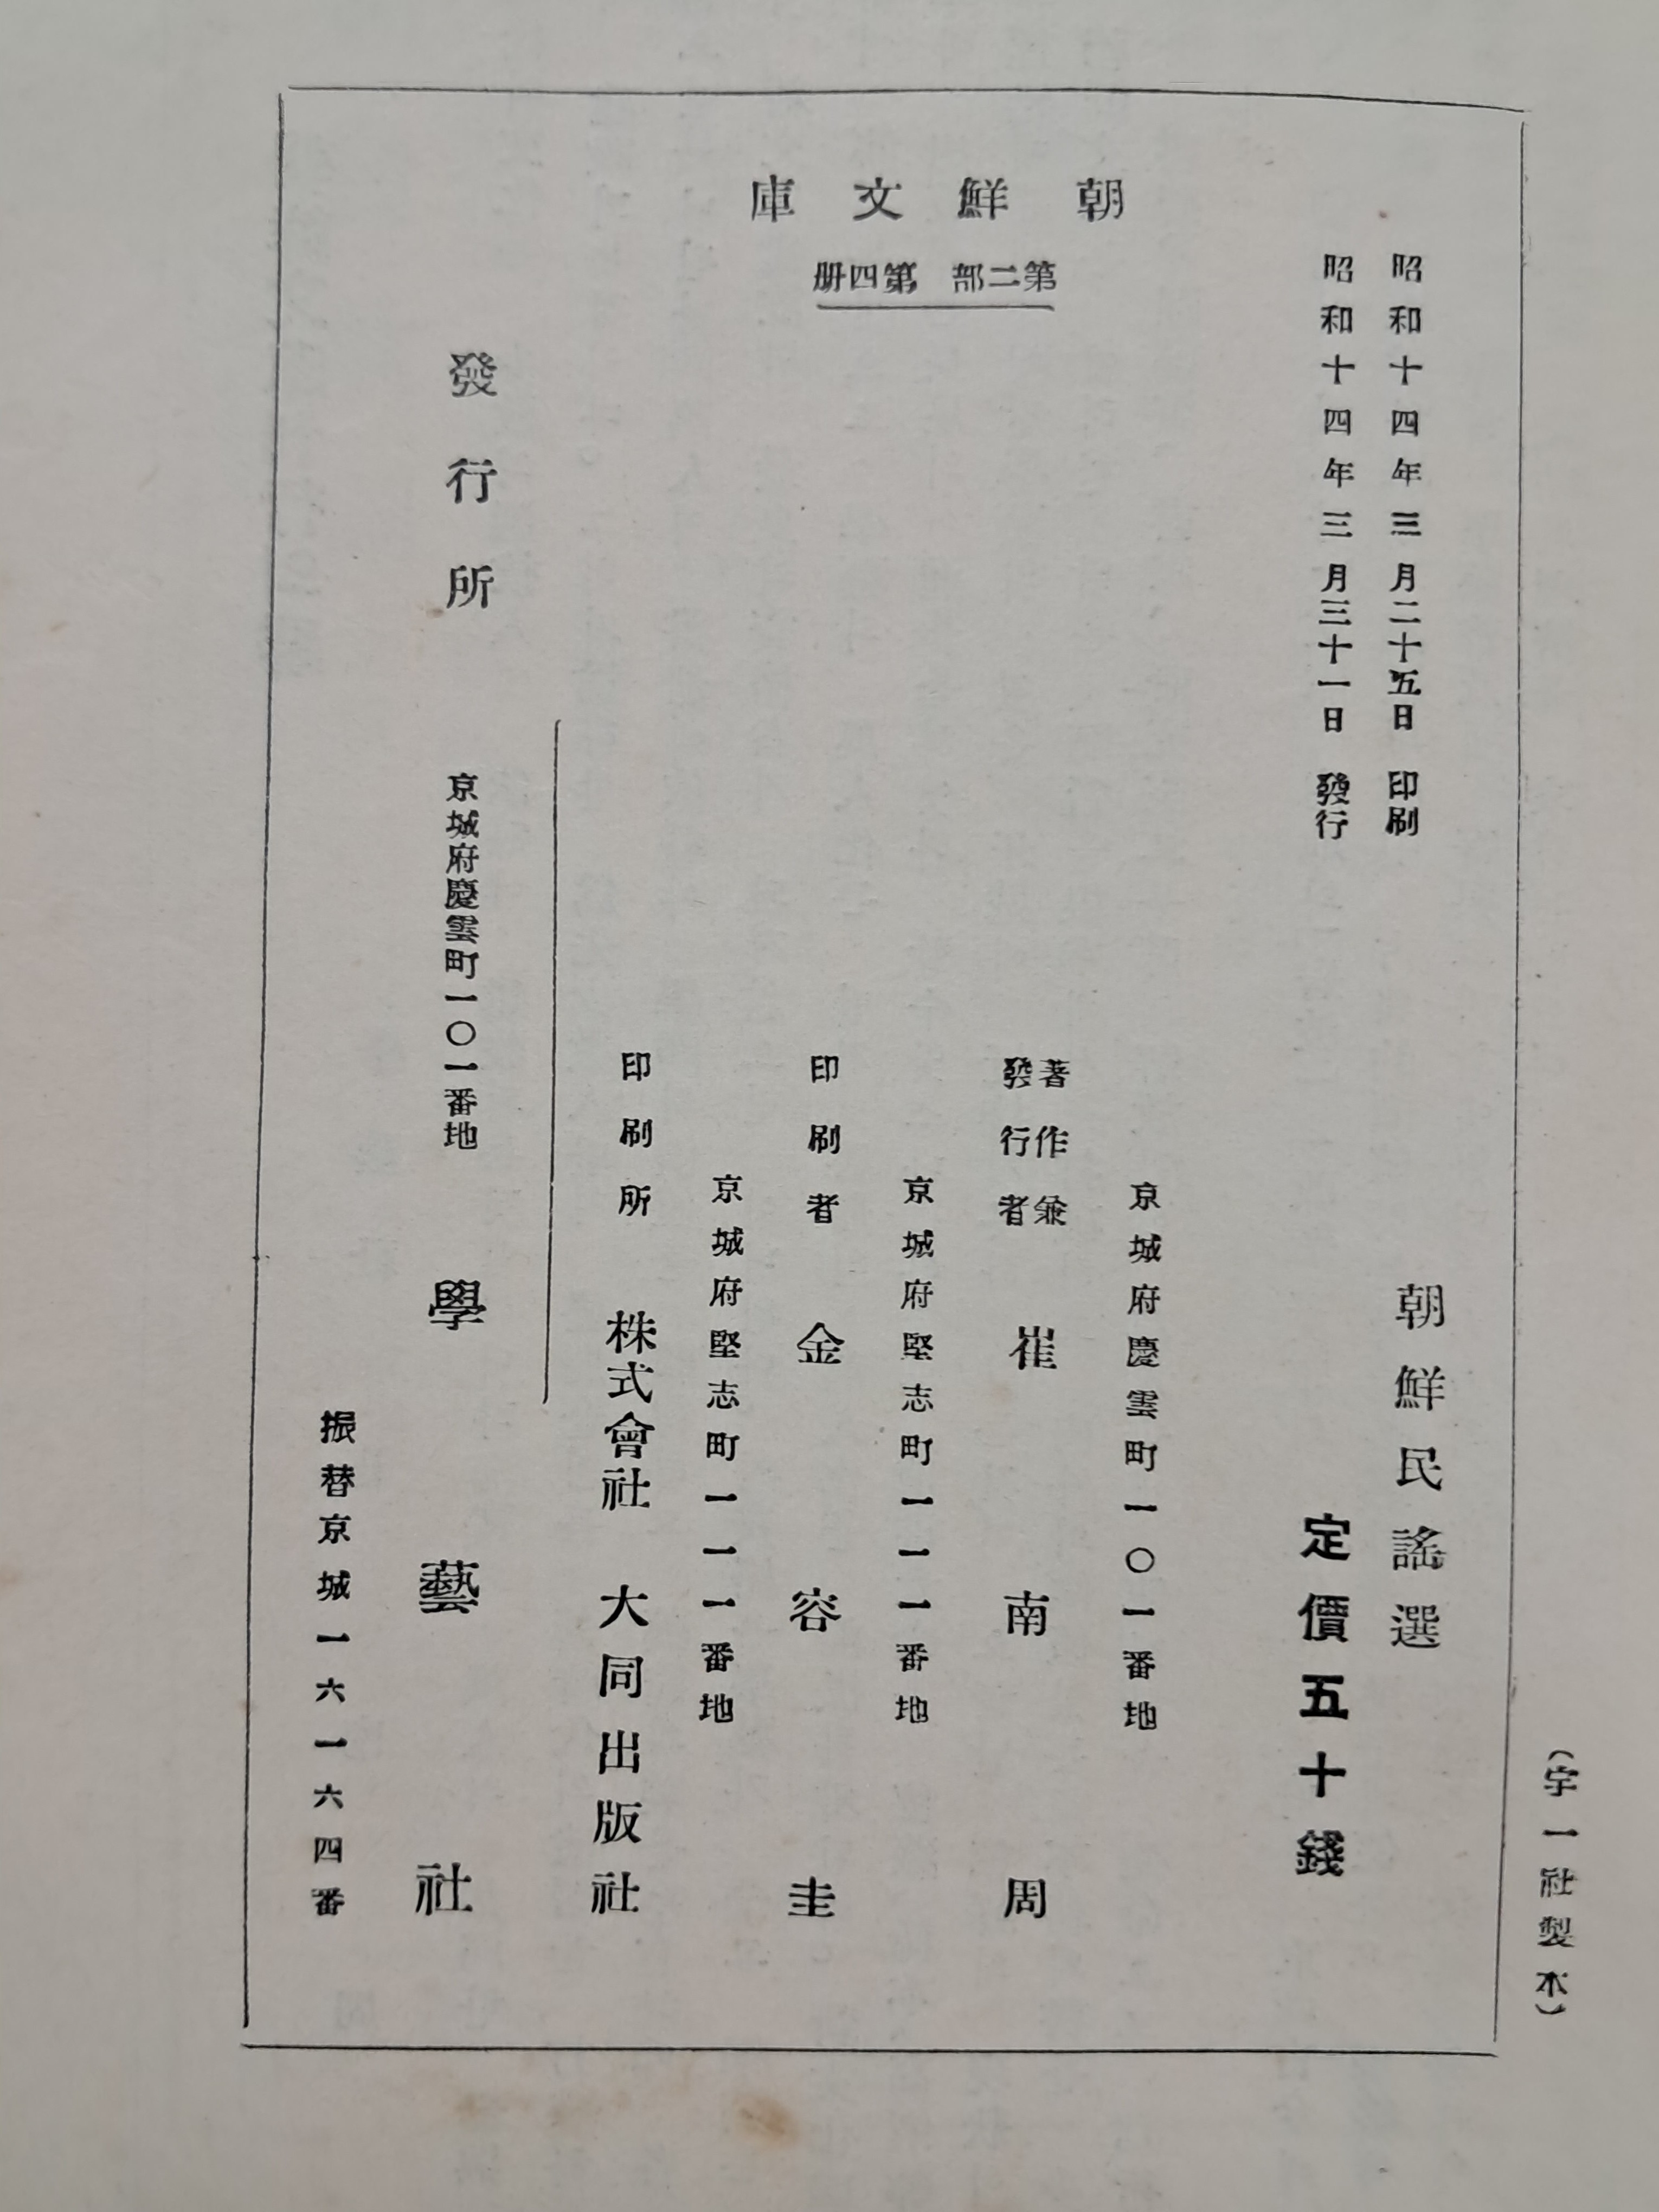 朝鮮文庫
第二部　第四册
昭和十四年三月二十五日　印刷
昭和十四年三月三十一日　發行
朝鮮民謠選
定價五十錢
京城府慶雲町一〇一番地
著作兼
發行者　崔南周
京城府堅志町一一一番地
印刷者　金容圭
京城府堅志町一一一番地
印刷所　株式會社　大同出版社
發行所　京城府慶雲町一〇一番地　學藝社
振替京城一六一六四番
（宇一社製本）